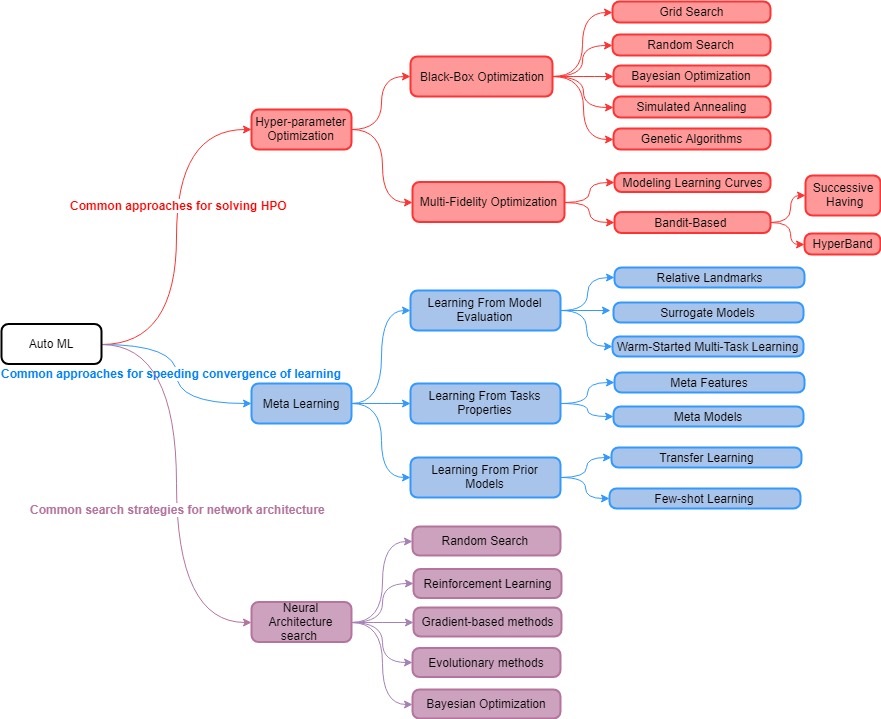 Auto ML
Common approaches for solving HPO
Hyper-parameter
Optimization
Black-Box Optimization
Grid Search
Random Search
Bayesian Optimization
Simulated Annealing
Genetic Algorithms
Multi-Fidelity Optimization
Modeling Learning Curves
Bandit-Based
Successive
Having
HyperBand
Common approaches for speeding convergence of learning
Meta Learning
Learning From Model
Evaluation
Relative Landmarks
Surrogate Models
Warm-Started Multi-Task Learning
Learning From Tasks
Properties
Meta Features
Meta Models
Learning From Prior
Models
Transfer Learning
Few-shot Learning
Common search strategies for network architecture
Neural
Architecture
search
Random Search
Reinforcement Learning
Gradient-based methods
Evolutionary methods
Bayesian Optimization